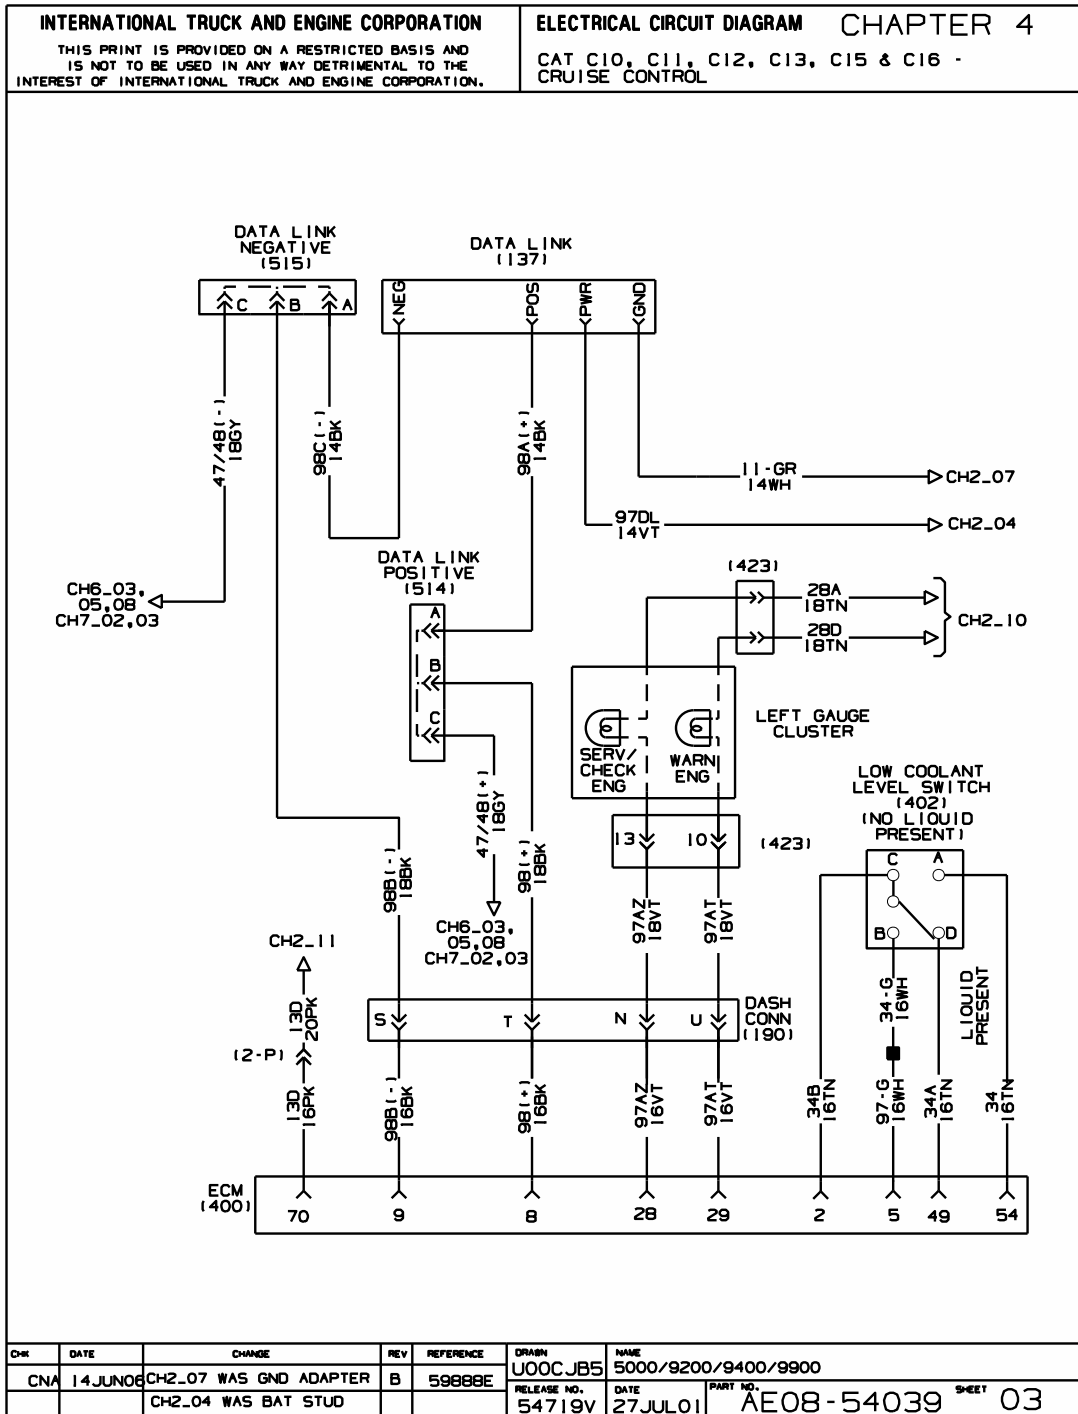 INTERNATIONAL TRUCK AND ENGINE CORPORATION
THIS PRINT IS PROVIDED ON A RESTRICTED BASIS AND
IS NOT TO BE USED IN ANY WAY DETRIMENTAL TO THE
INTEREST OF INTERNATIONAL TRUCK AND ENGINE CORPORATION.
ELECTRICAL CIRCUIT DIAGRAM CHAPTER 4
CAT C10, C11, C12, C13, C15 & C16 -
CRUISE CONTROL
DATA LINK
NEGATIVE
(515)
C B A
DATA LINK
(137)
NEG POS PWR GND
47/48(-)
18GY
98C(-)
14BK
98A(+)
14BK
11-GR
14WH
CH2_07
97DL
14VT
CH2_04
DATA LINK
POSITIVE
(514)
A
B
C
CH6_03,
05,08
CH7_02,03
(423)
28A
18TN
28D
18TN
CH2_10
LEFT GAUGE
CLUSTER
SERV/
CHECK
ENG
WARN
ENG
LOW COOLANT
LEVEL SWITCH
(402)
(NO LIQUID
PRESENT)
C A
B D
13 10
(423)
47/48(+)
18GY
98(+)
18BK
98B(-)
18BK
CH6_03,
05,08
CH7_02,03
97AZ
18VT
97AT
18VT
CH2_11
13D
20PK
(2-P)
13D
16PK
34-G
16WH
LIQUID
PRESENT
S T N U
DASH
CONN
(190)
98B(-)
16BK
98(+)
16BK
97AZ
16VT
97AT
16VT
34B
16TN
97-G
16WH
34A
16TN
34
16TN
ECM
(400)
70 9 8 28 29 2 5 49 54
CHK DATE CHANGE REV REFERENCE
CNA 14JUN06 CH2_07 WAS GND ADAPTER B 59888E
CH2_04 WAS BAT STUD
DRAWN
U00CJB5
NAME
5000/9200/9400/9900
RELEASE NO.
54719V
DATE
27JUL01
PART NO.
AE08-54039
SHEET 03